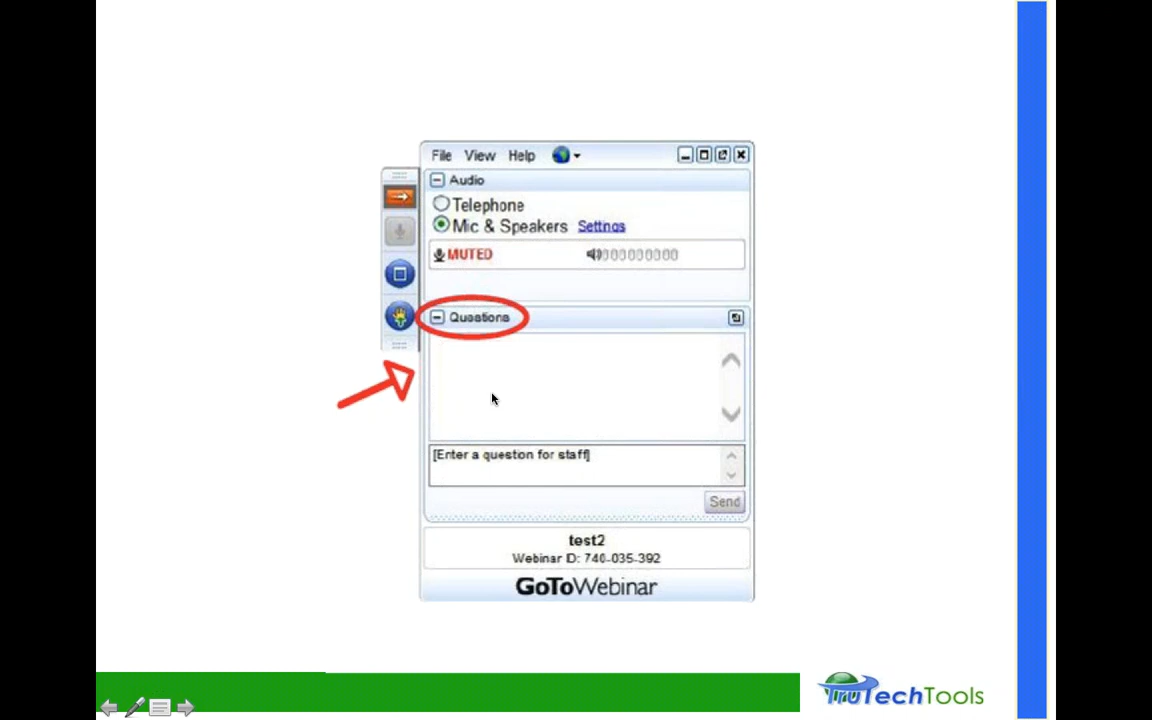 File View Help
Audio
Telephone
Mic & Speakers Settings
MUTED
Questions
[Enter a question for staff]
Send
test2
Webinar ID: 740-035-392
GoToWebinar
TruTechTools